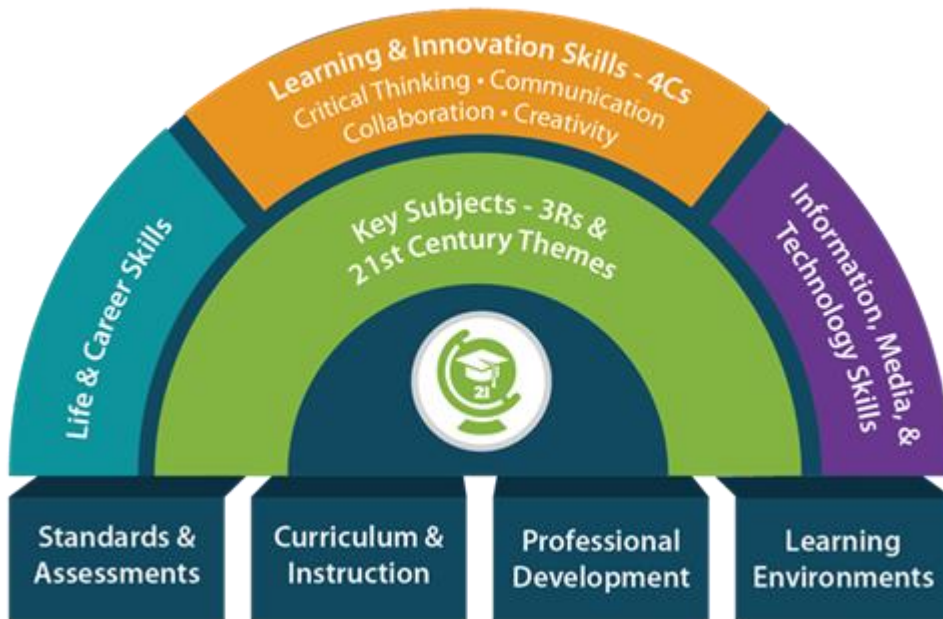 Learning & Innovation Skills - 4Cs
Critical Thinking • Communication
Collaboration • Creativity
Life & Career Skills
Key Subjects - 3Rs &
21st Century Themes
Information, Media, &
Technology Skills
21
Standards &
Assessments
Curriculum &
Instruction
Professional
Development
Learning
Environments